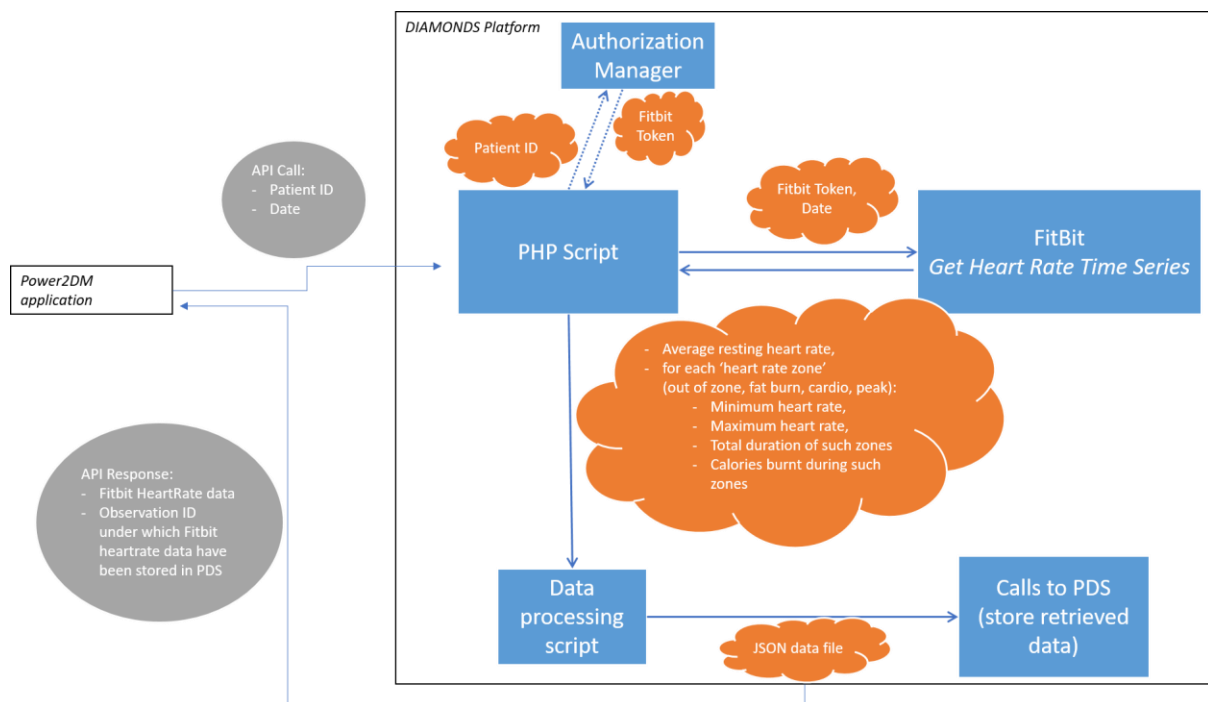 DIAMONDS Platform
Authorization
Manager
Patient ID
Fitbit
Token
API Call:
- Patient ID
- Date
Fitbit Token,
Date
PHP Script
FitBit
Get Heart Rate Time Series
Power2DM
application
- Average resting heart rate,
- for each ‘heart rate zone’
(out of zone, fat burn, cardio, peak):
- Minimum heart rate,
- Maximum heart rate,
- Total duration of such zones
- Calories burnt during such
zones
API Response:
- Fitbit HeartRate data
- Observation ID
under which Fitbit
heartrate data have
been stored in PDS
Data
processing
script
JSON data file
Calls to PDS
(store retrieved
data)